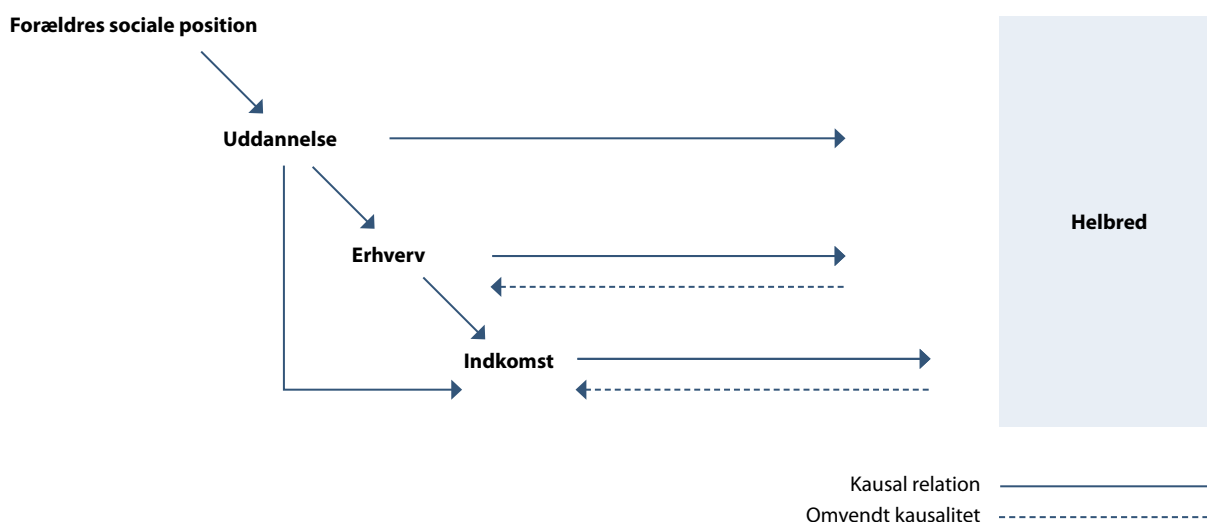 Forældres sociale position
Uddannelse
Helbred
Erhverv
Indkomst
Kausal relation
Omvendt kausalitet